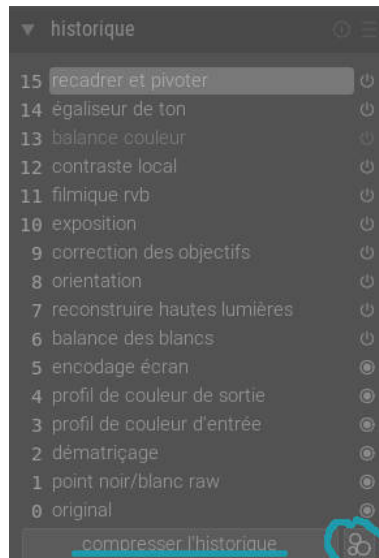 historique
15 recadrer et pivoter
14 égaliseur de ton
13 balance couleur
12 contraste local
11 filmique rvb
10 exposition
9 correction des objectifs
8 orientation
7 reconstruire hautes lumières
6 balance des blancs
5 encodage écran
4 profil de couleur de sortie
3 profil de couleur d'entrée
2 dématriçage
1 point noir/blanc raw
0 original
compresser l'historique